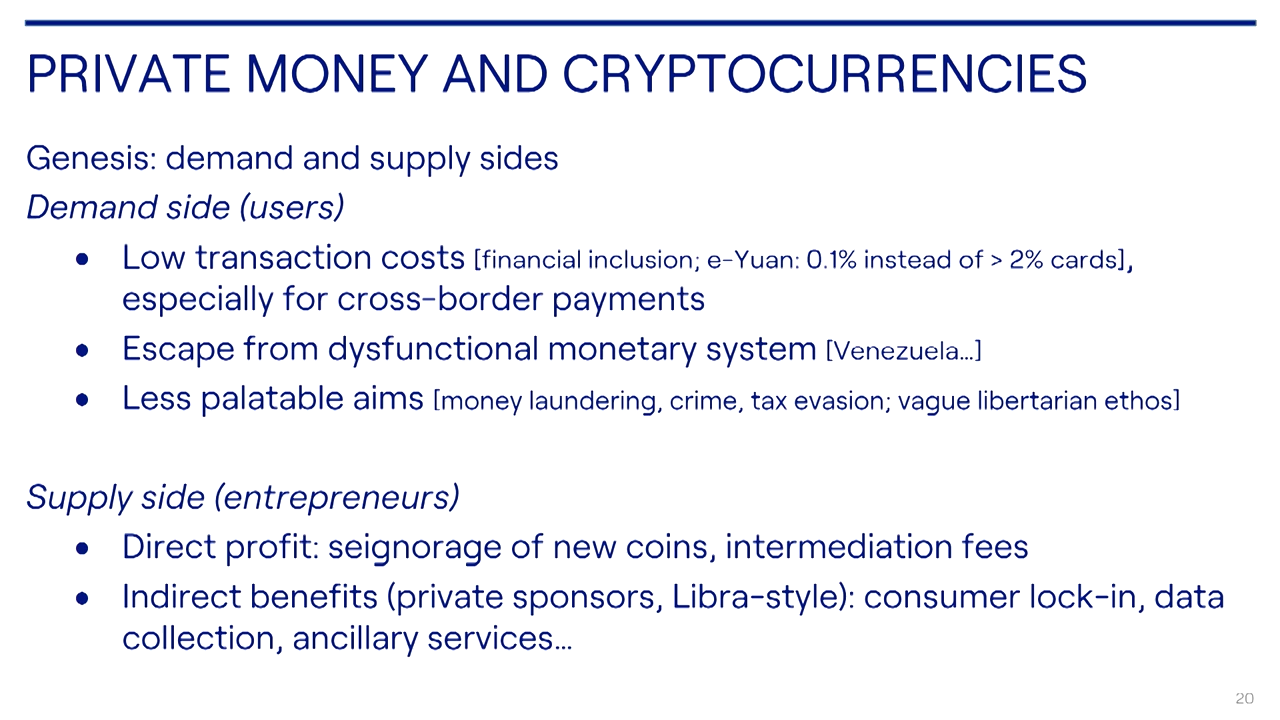 PRIVATE MONEY AND CRYPTOCURRENCIES
Genesis: demand and supply sides
Demand side (users)
• Low transaction costs [financial inclusion; e-Yuan: 0.1% instead of > 2% cards],
especially for cross-border payments
• Escape from dysfunctional monetary system [Venezuela...]
• Less palatable aims [money laundering, crime, tax evasion; vague libertarian ethos]
Supply side (entrepreneurs)
• Direct profit: seignorage of new coins, intermediation fees
• Indirect benefits (private sponsors, Libra-style): consumer lock-in, data
collection, ancillary services...
20